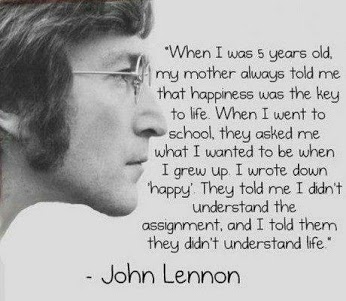 "When I was 5 years old,
my mother always told me
that happiness was the key
to life. When I went to
school, they asked me
what I wanted to be when
I grew up. I wrote down
'happy'. They told me I didn't
understand the
assignment, and I told them
they didn't understand life."
- John Lennon